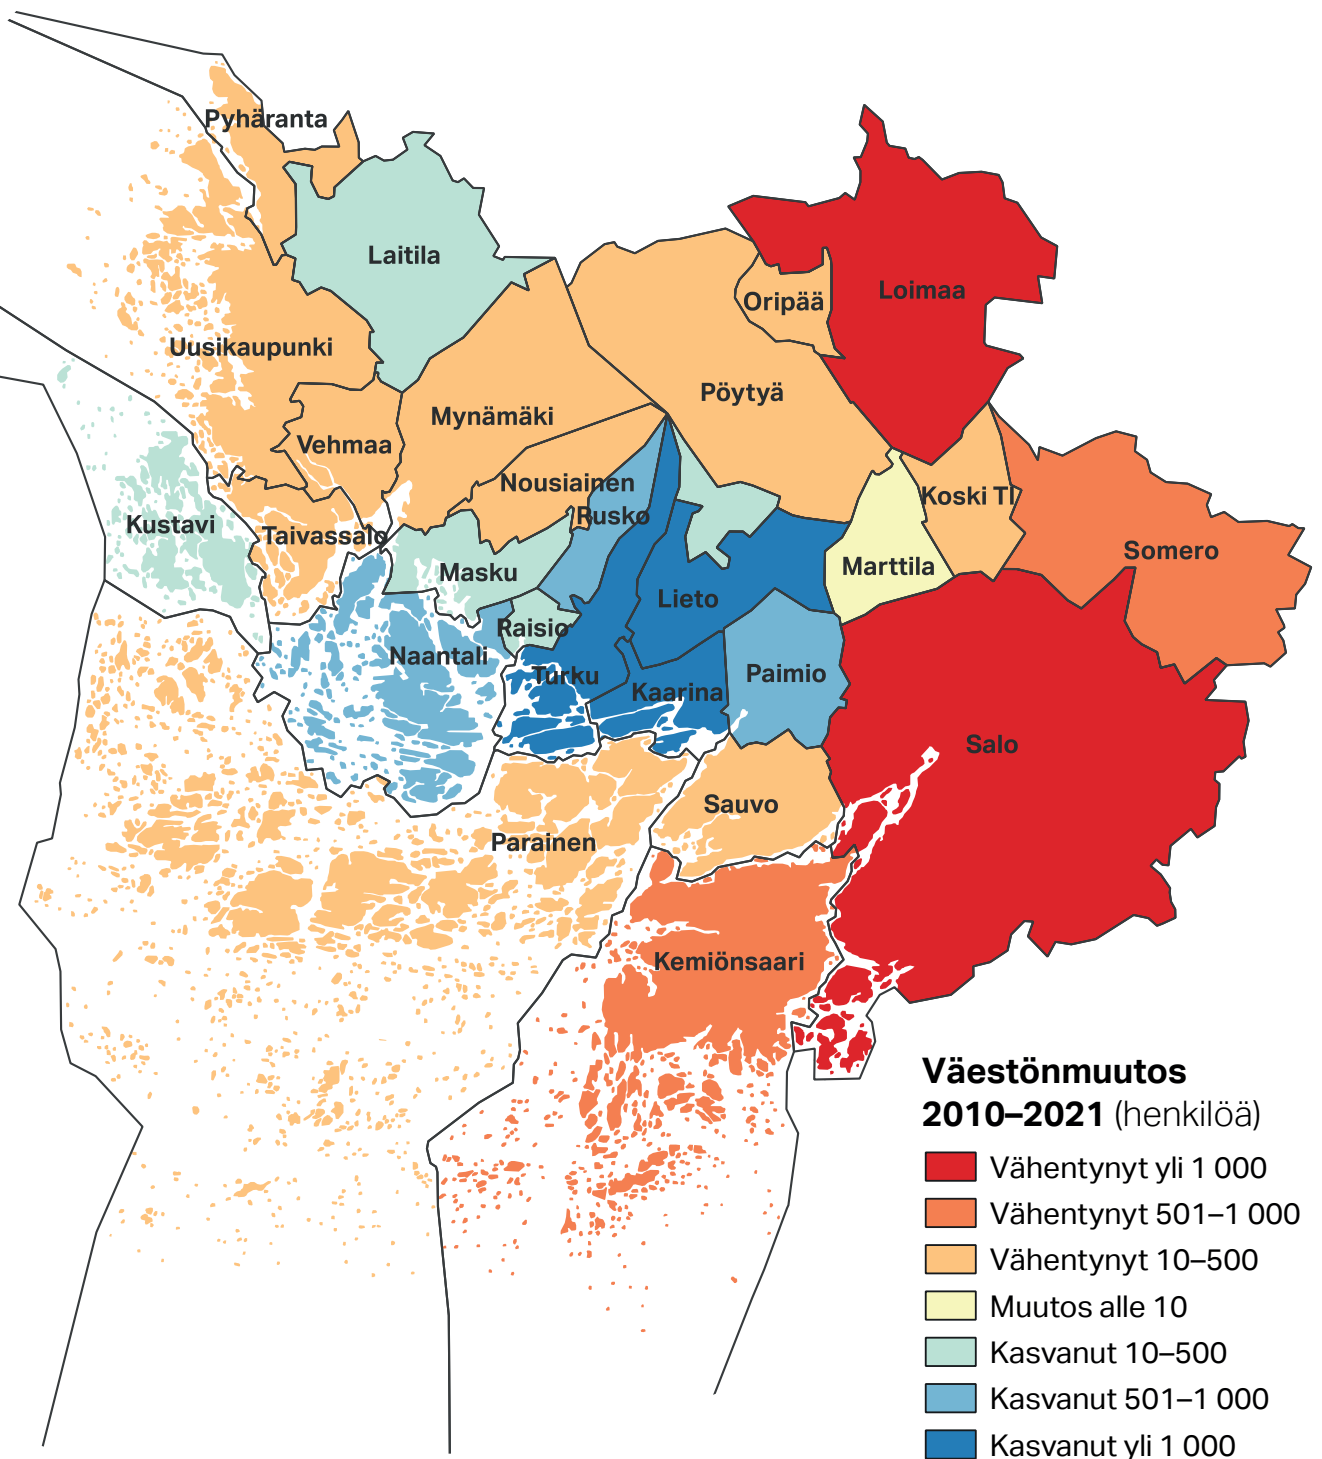 Pyhäranta
Laitila
Loimaa
Oripää
Uusikaupunki
Pöytyä
Mynämäki
Vehmaa
Nousiainen
Koski Tl
Rusko
Kustavi
Taivassalo
Somero
Marttila
Masku
Lieto
Raisio
Naantali
Turku
Paimio
Kaarina
Salo
Sauvo
Parainen
Kemiönsaari
Väestönmuutos
2010–2021 (henkilöä)
Vähentynyt yli 1 000
Vähentynyt 501–1 000
Vähentynyt 10–500
Muutos alle 10
Kasvanut 10–500
Kasvanut 501–1 000
Kasvanut yli 1 000